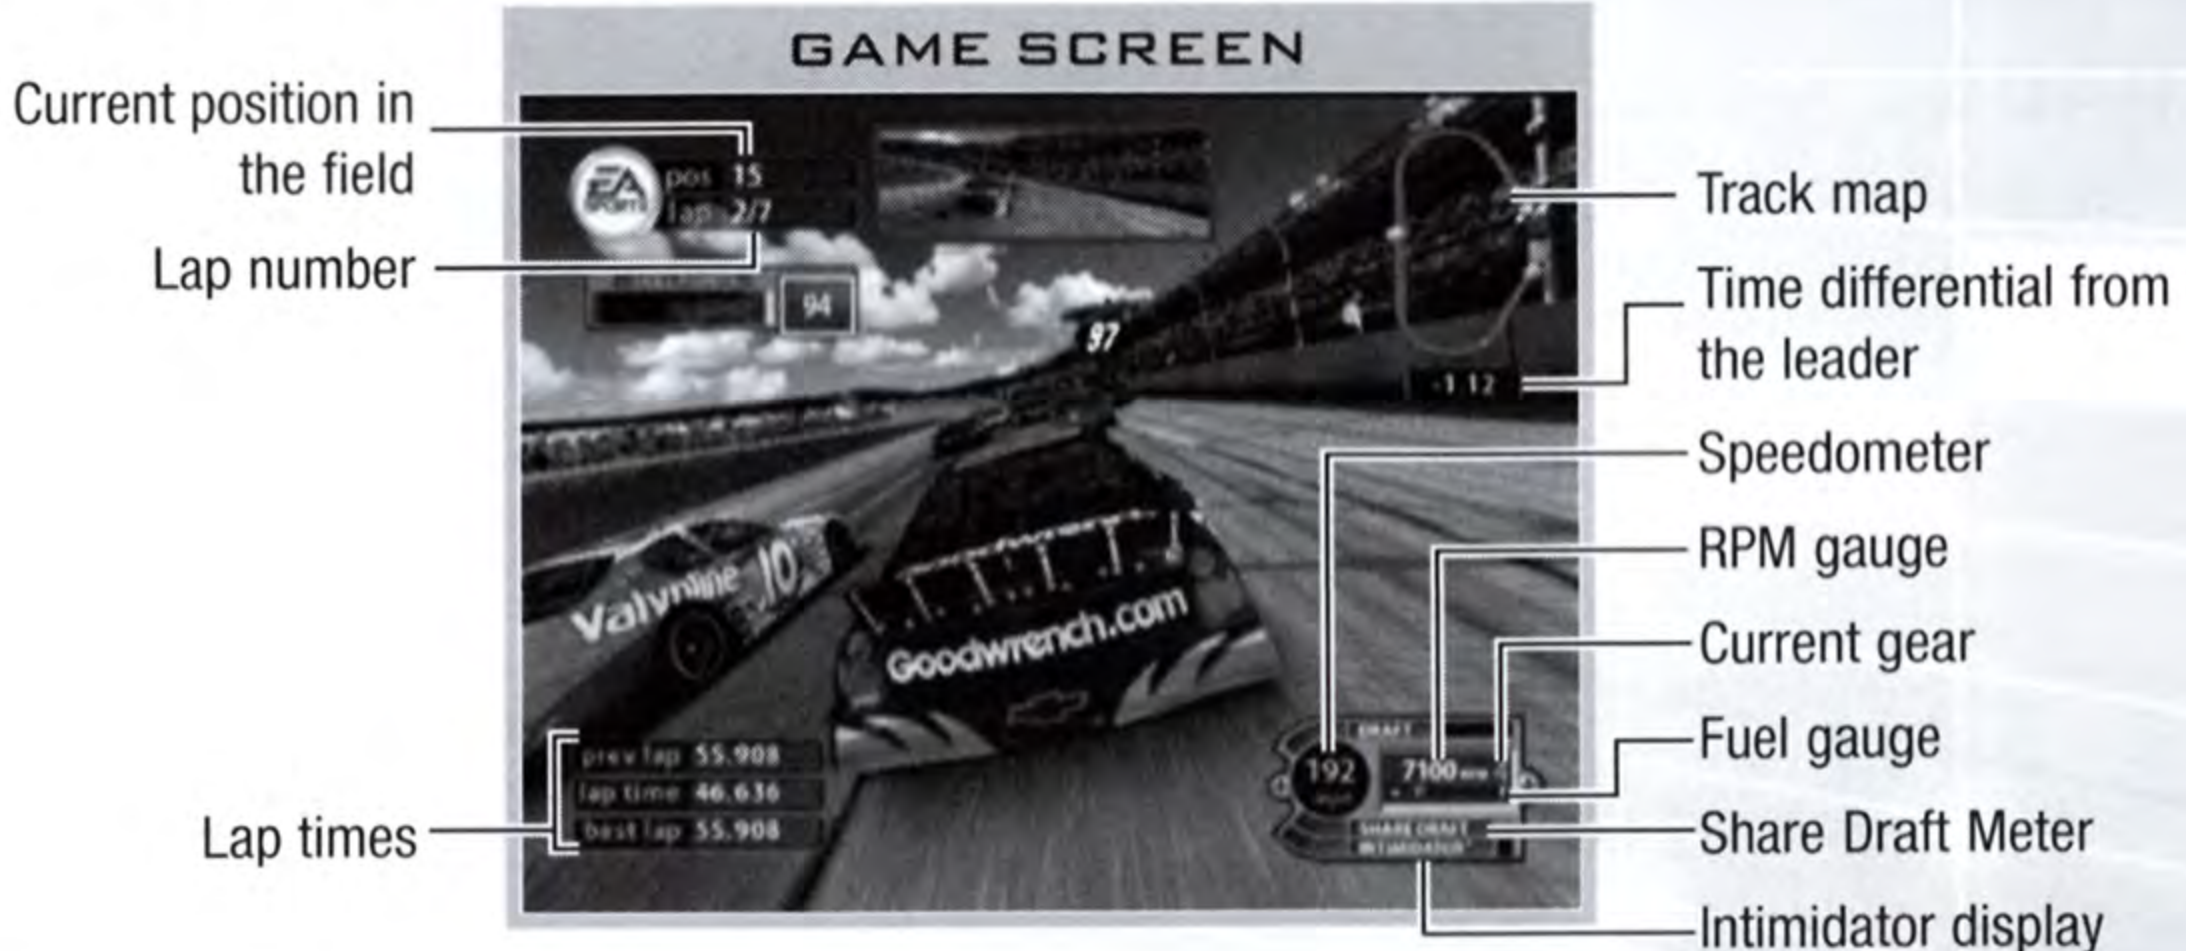 GAME SCREEN
Current position in
the field
Lap number
Lap times
EA
SPORTS
pos 15
lap 2/7
94
97
-1 12
Valvoline 10
Goodwrench.com
prev lap 55.908
lap time 46.636
best lap 55.908
DRAFT
192
7100
SHARE DRAFT
INTIMIDATOR
Track map
Time differential from
the leader
Speedometer
RPM gauge
Current gear
Fuel gauge
Share Draft Meter
Intimidator display